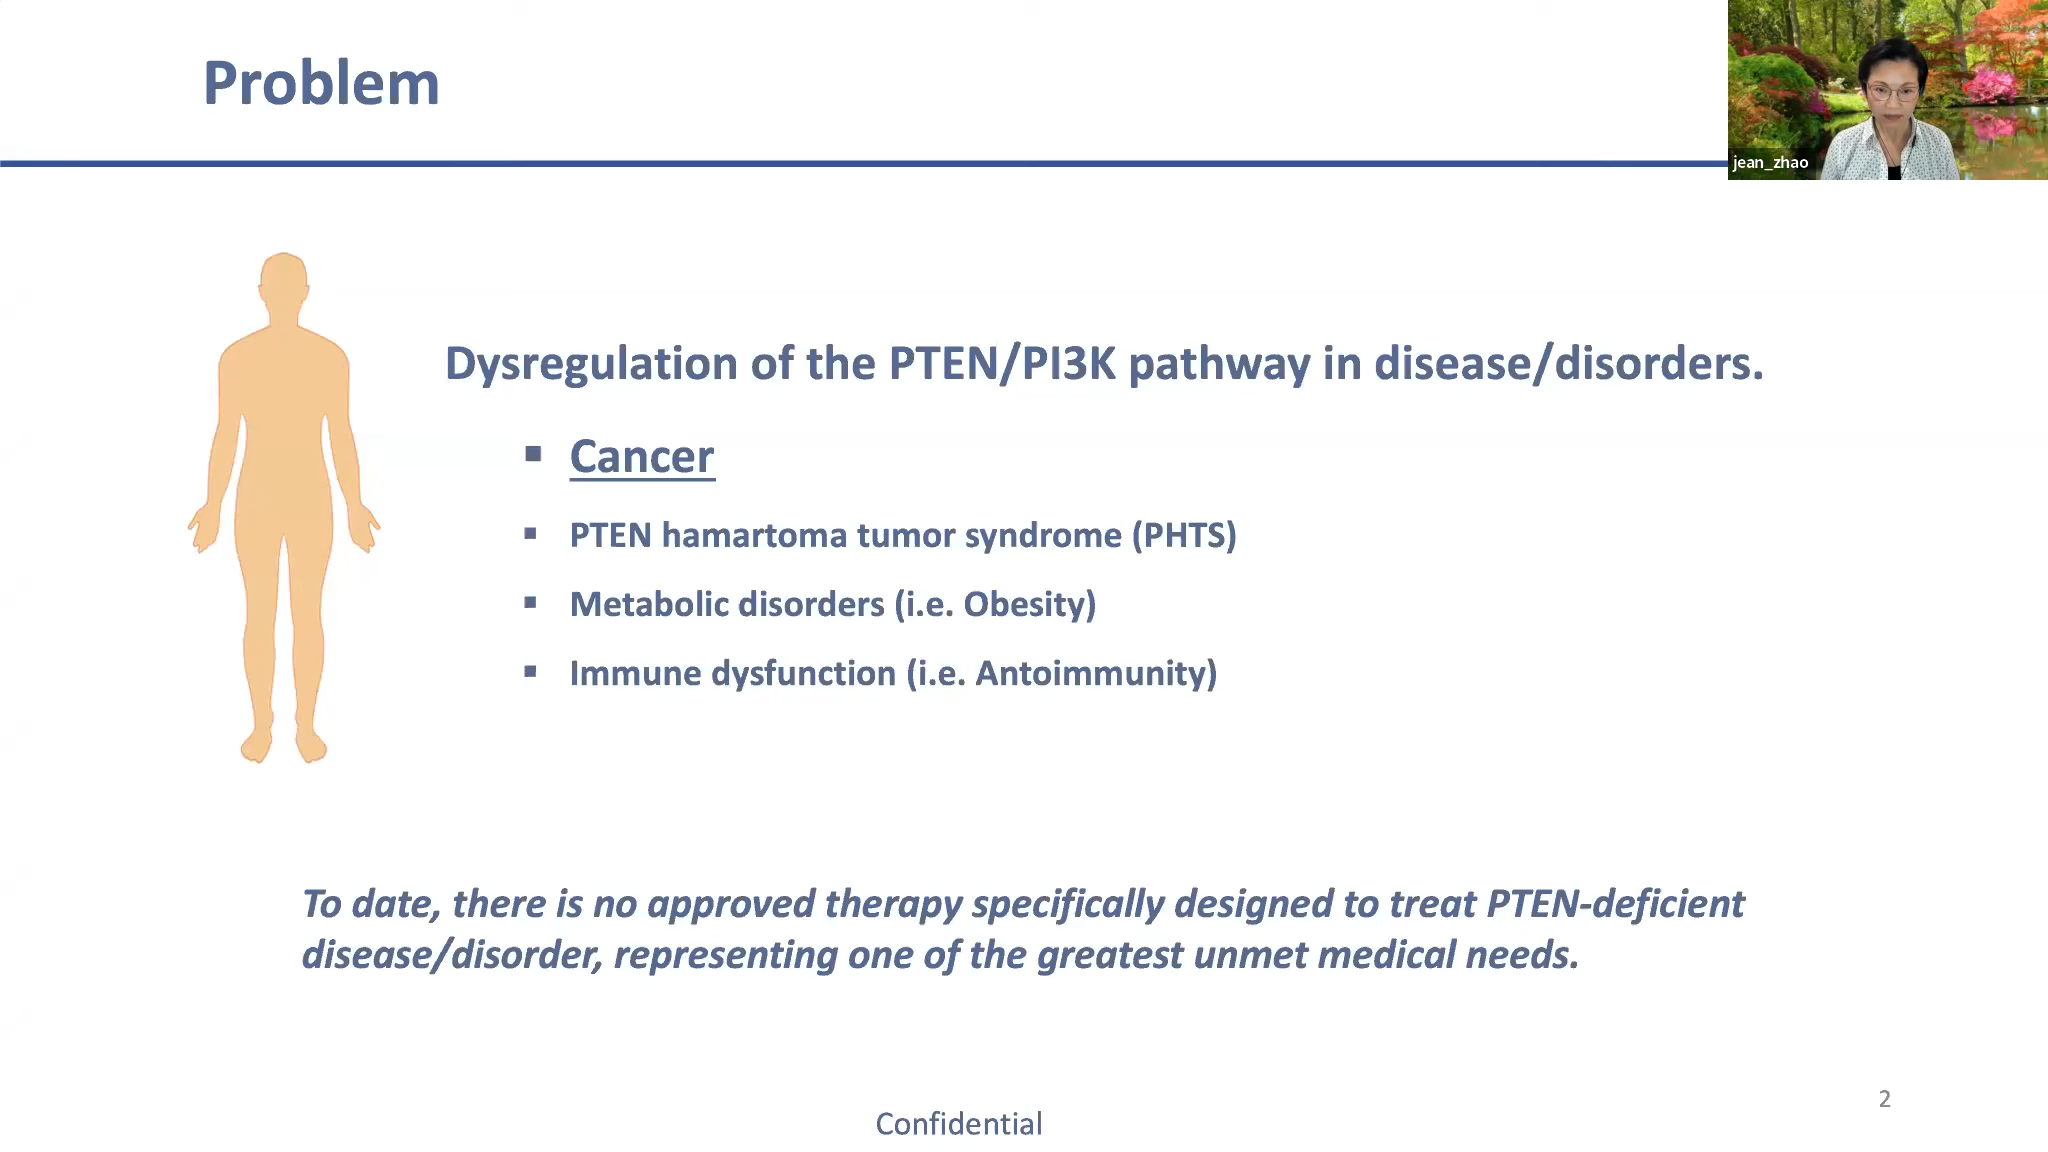 Problem
jean_zhao
Dysregulation of the PTEN/PI3K pathway in disease/disorders.
▪ Cancer
▪ PTEN hamartoma tumor syndrome (PHTS)
▪ Metabolic disorders (i.e. Obesity)
▪ Immune dysfunction (i.e. Antoimmunity)
To date, there is no approved therapy specifically designed to treat PTEN-deficient
disease/disorder, representing one of the greatest unmet medical needs.
2
Confidential